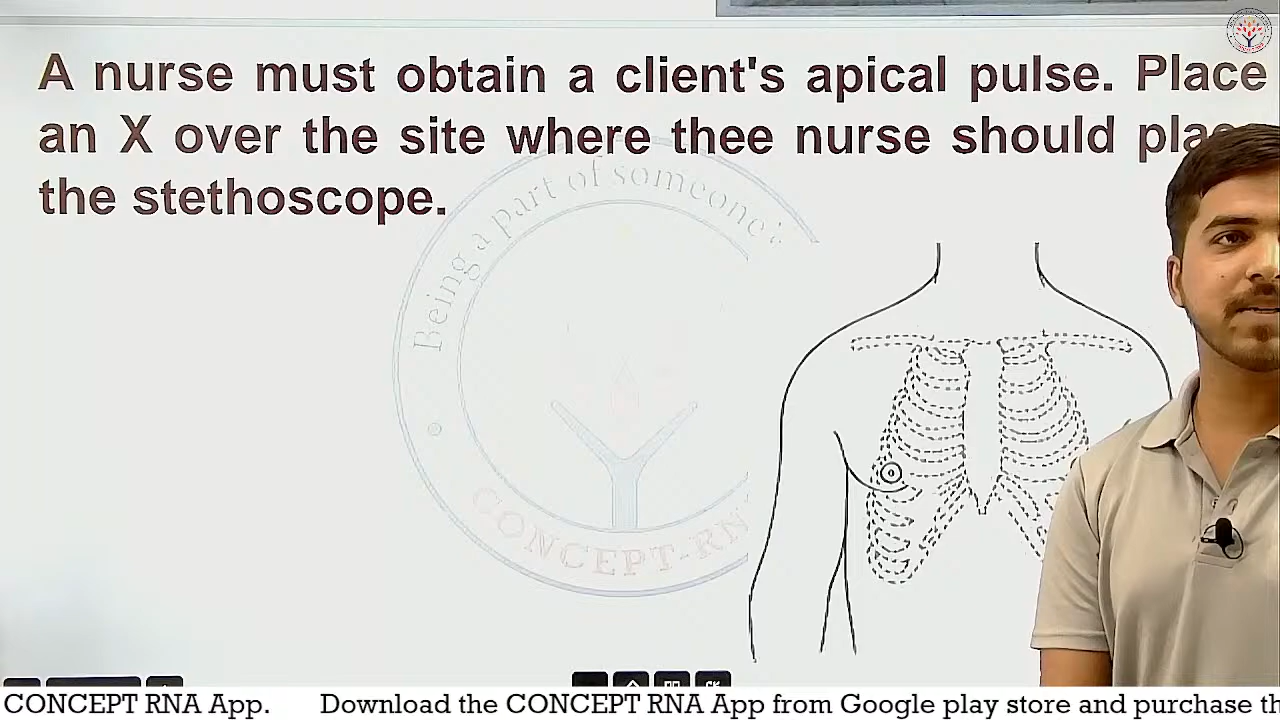 A nurse must obtain a client's apical pulse. Place
an X over the site where thee nurse should place
the stethoscope.
Being a part of someone's
CONCEPT-RN
CONCEPT RNA App. Download the CONCEPT RNA App from Google play store and purchase th